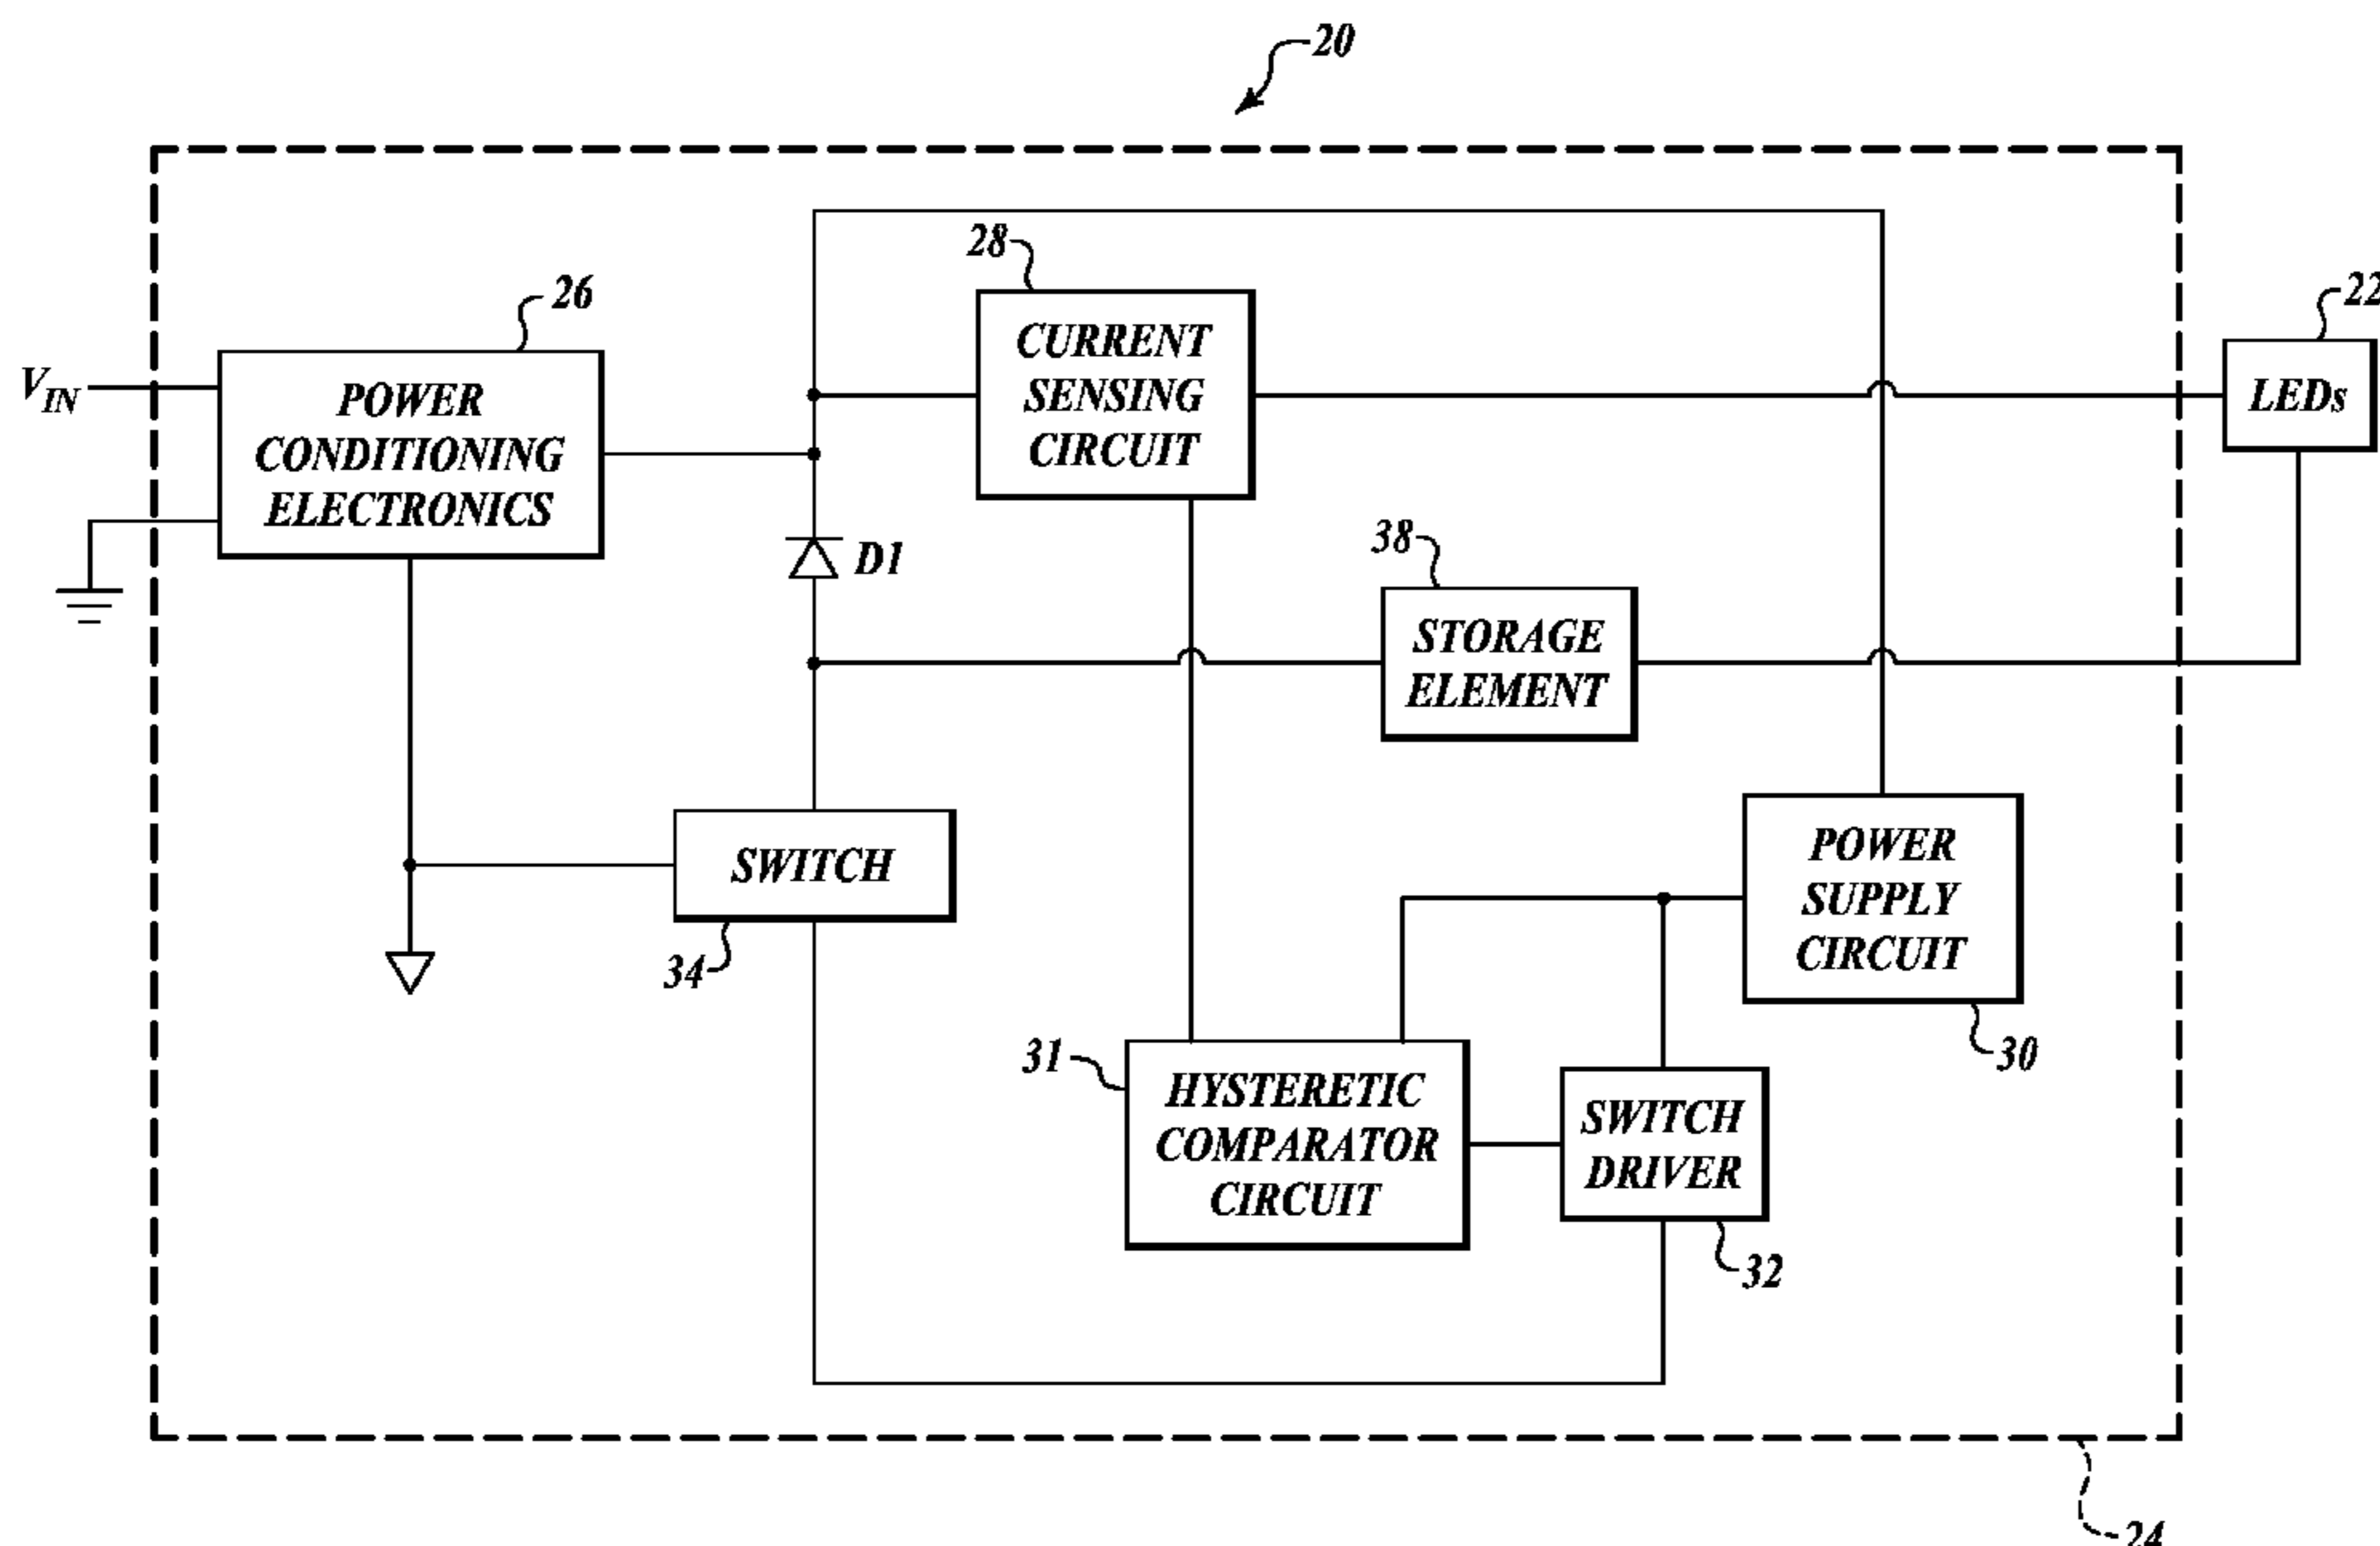 20
28
26
22
V_IN
POWER
CONDITIONING
ELECTRONICS
CURRENT
SENSING
CIRCUIT
LEDs
D1
38
STORAGE
ELEMENT
SWITCH
34
POWER
SUPPLY
CIRCUIT
30
31
HYSTERETIC
COMPARATOR
CIRCUIT
SWITCH
DRIVER
32
24